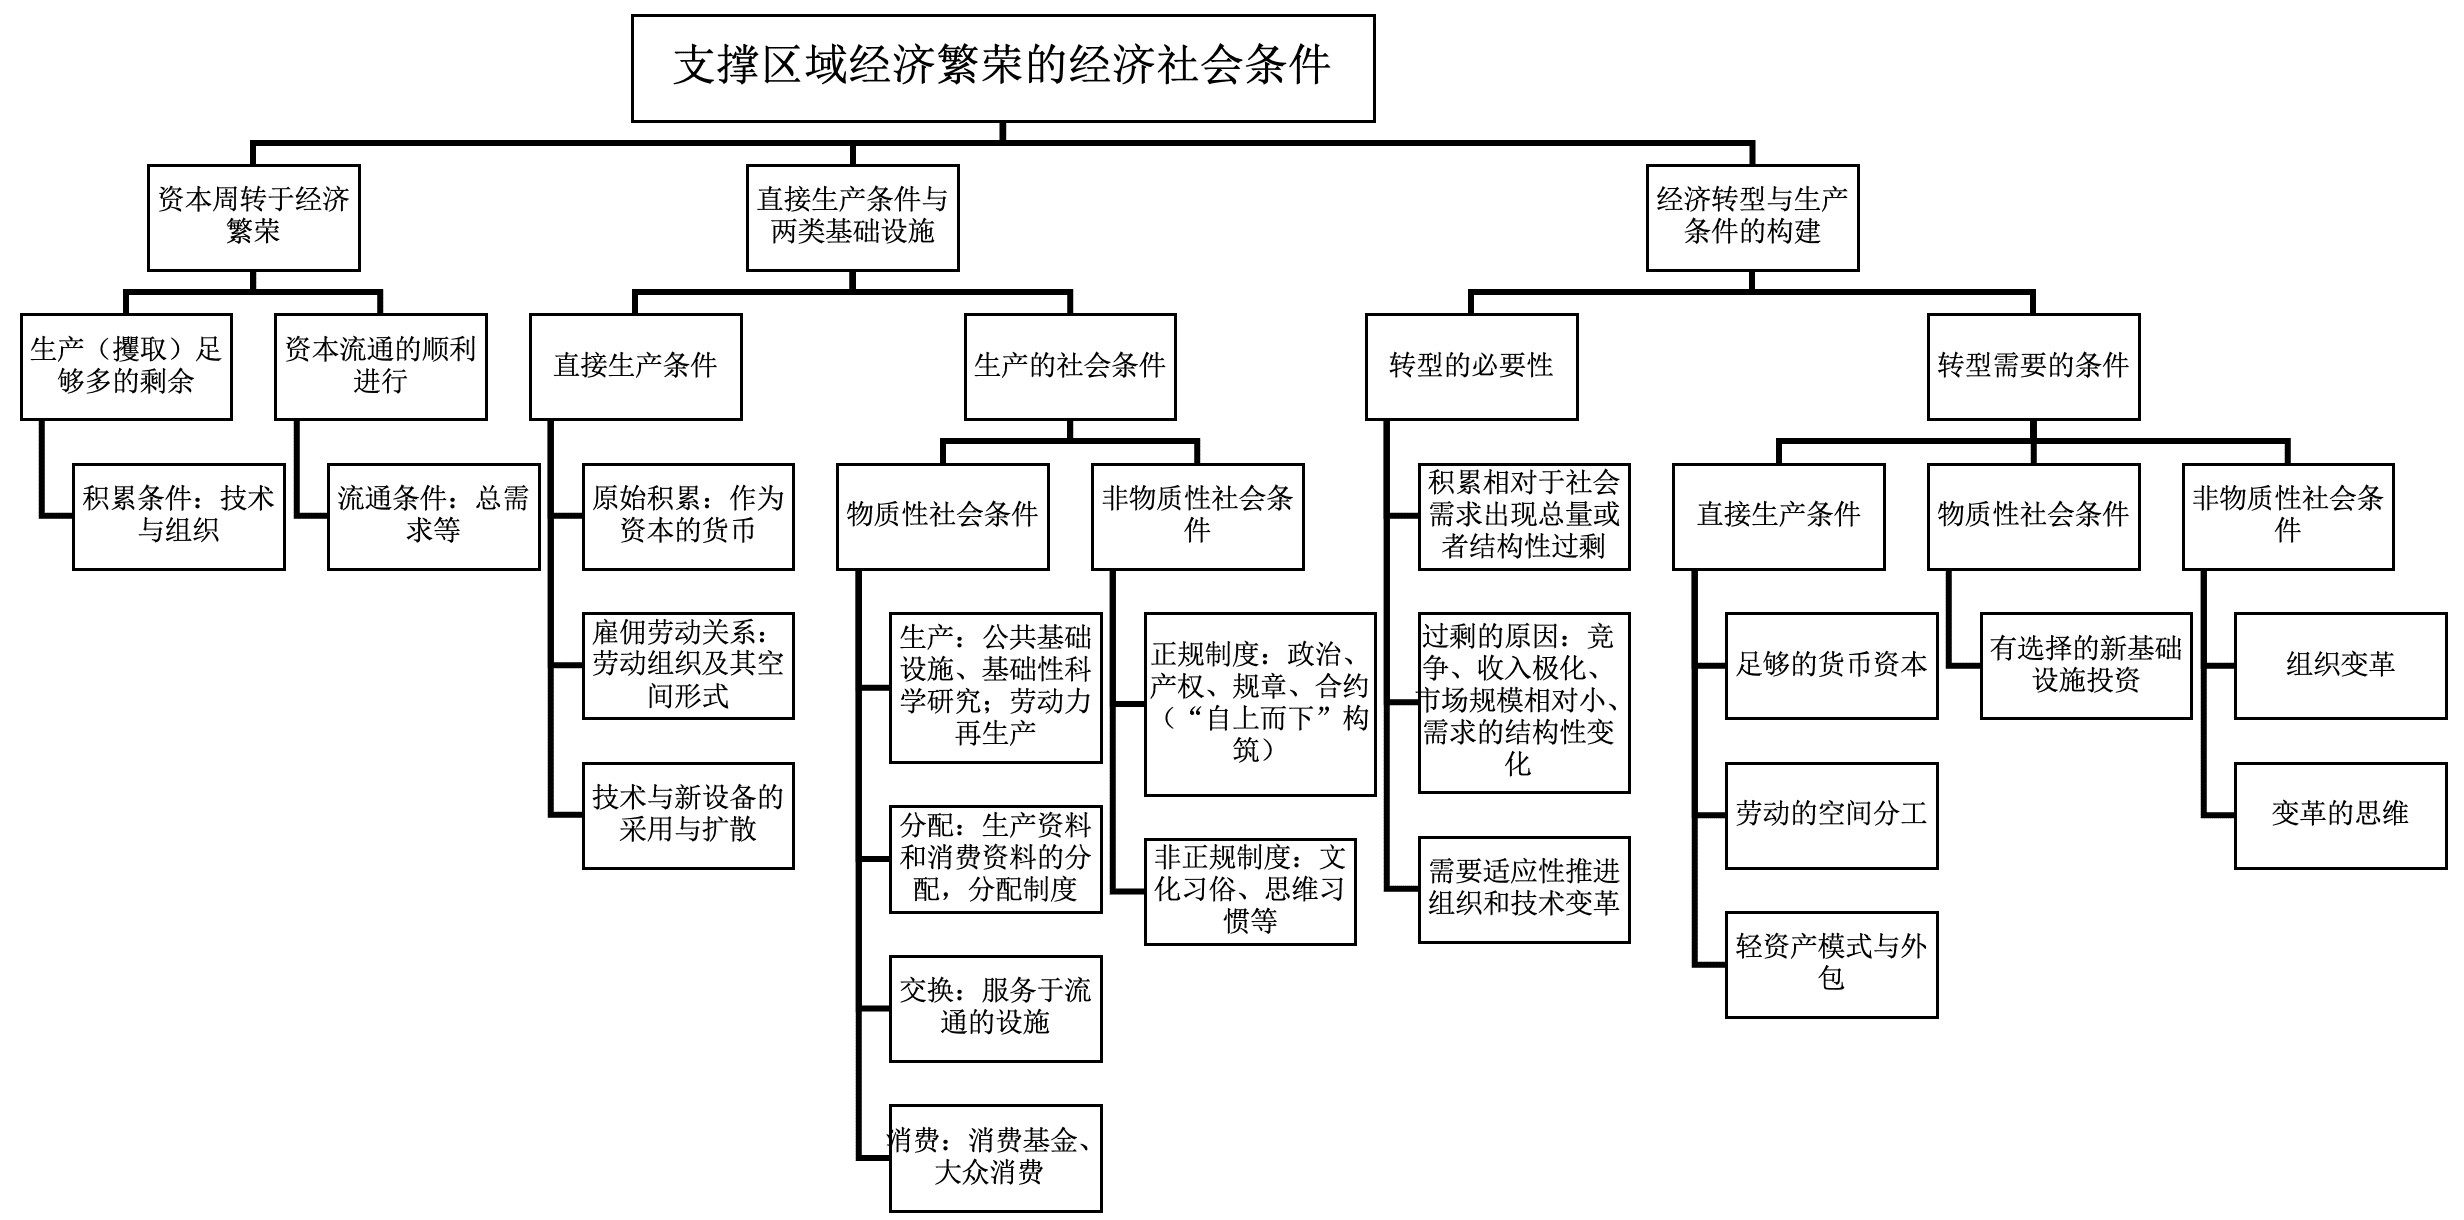 支撑区域经济繁荣的经济社会条件
资本周转于经济
繁荣
直接生产条件与
两类基础设施
经济转型与生产
条件的构建
生产（攫取）足
够多的剩余
资本流通的顺利
进行
直接生产条件
生产的社会条件
转型的必要性
转型需要的条件
积累条件：技术
与组织
流通条件：总需
求等
原始积累：作为
资本的货币
雇佣劳动关系：
劳动组织及其空
间形式
技术与新设备的
采用与扩散
物质性社会条件
生产：公共基础
设施、基础性科
学研究；劳动力
再生产
分配：生产资料
和消费资料的分
配，分配制度
交换：服务于流
通的设施
消费：消费基金、
大众消费
非物质性社会条
件
正规制度：政治、
产权、规章、合约
（“自上而下”构
筑）
非正规制度：文
化习俗、思维习
惯等
积累相对于社会
需求出现总量或
者结构性过剩
过剩的原因：竞
争、收入极化、
市场规模相对小、
需求的结构性变
化
需要适应性推进
组织和技术变革
直接生产条件
足够的货币资本
劳动的空间分工
轻资产模式与外
包
物质性社会条件
有选择的新基础
设施投资
非物质性社会条
件
组织变革
变革的思维